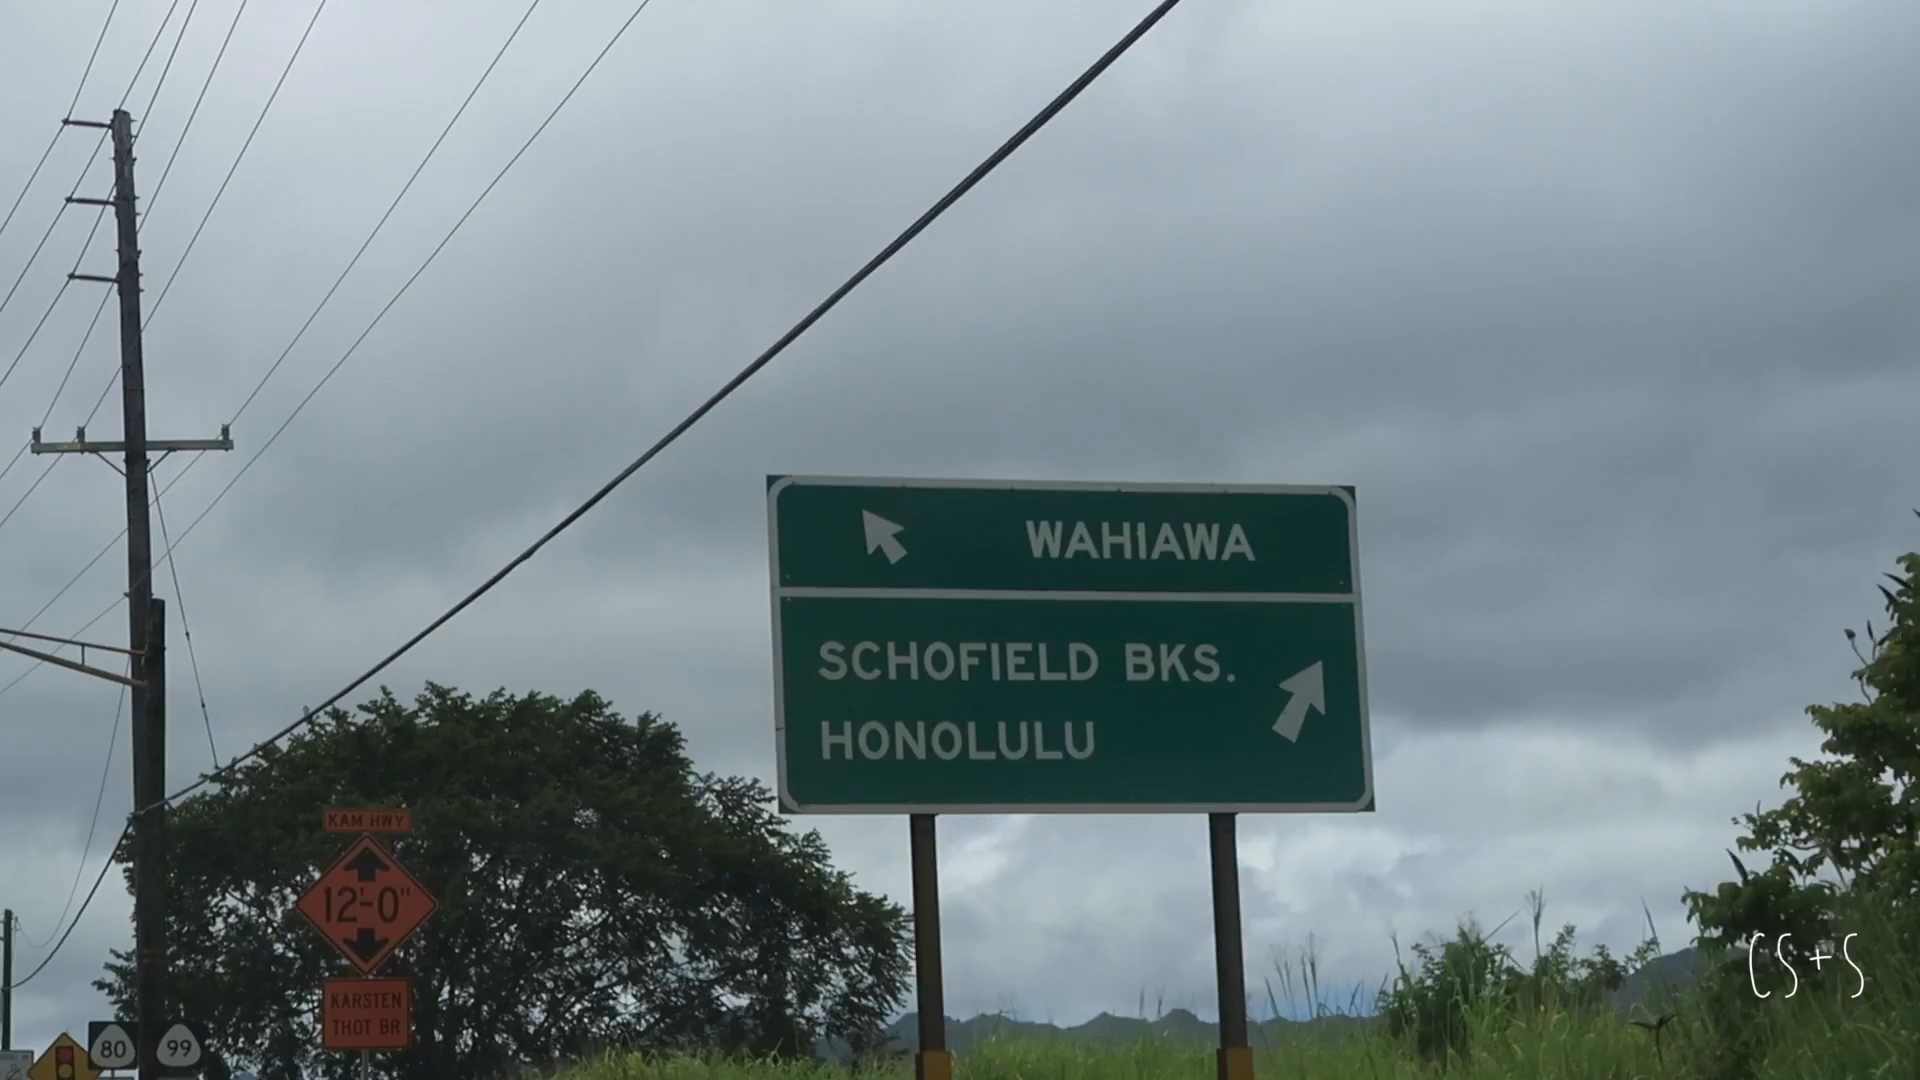 WAHIAWA
SCHOFIELD BKS.
HONOLULU
KAM HWY
12'-0"
KARSTEN
THOT BR
80
99
CS+S